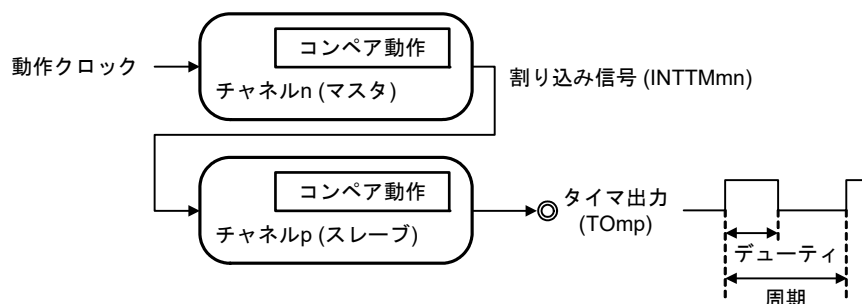 コンペア動作
動作クロック
チャネルn (マスタ)
割り込み信号 (INTTMmn)
コンペア動作
チャネルp (スレーブ)
タイマ出力
(TOmp)
デューティ
周期